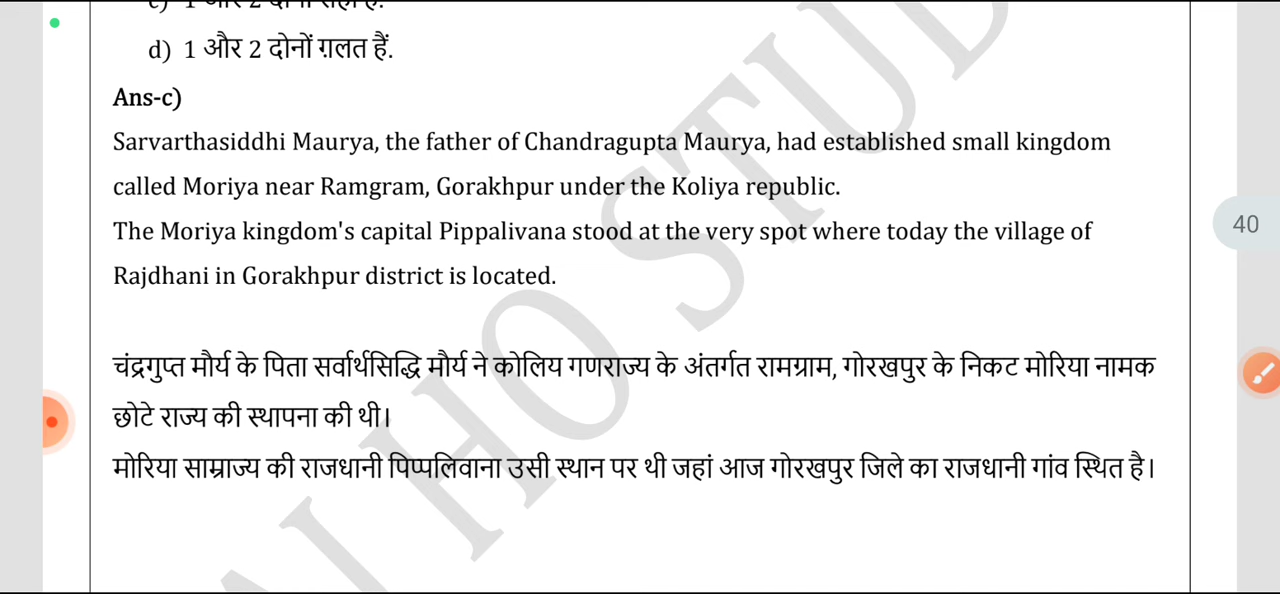 d) 1 और 2 दोनों ग़लत हैं.
Ans-c)
Sarvarthasiddhi Maurya, the father of Chandragupta Maurya, had established small kingdom
called Moriya near Ramgram, Gorakhpur under the Koliya republic.
The Moriya kingdom's capital Pippalivana stood at the very spot where today the village of
Rajdhani in Gorakhpur district is located.
40
चंद्रगुप्त मौर्य के पिता सर्वार्थसिद्धि मौर्य ने कोलिय गणराज्य के अंतर्गत रामग्राम, गोरखपुर के निकट मोरिया नामक
छोटे राज्य की स्थापना की थी।
मोरिया साम्राज्य की राजधानी पिप्पलिवाना उसी स्थान पर थी जहां आज गोरखपुर जिले का राजधानी गांव स्थित है।